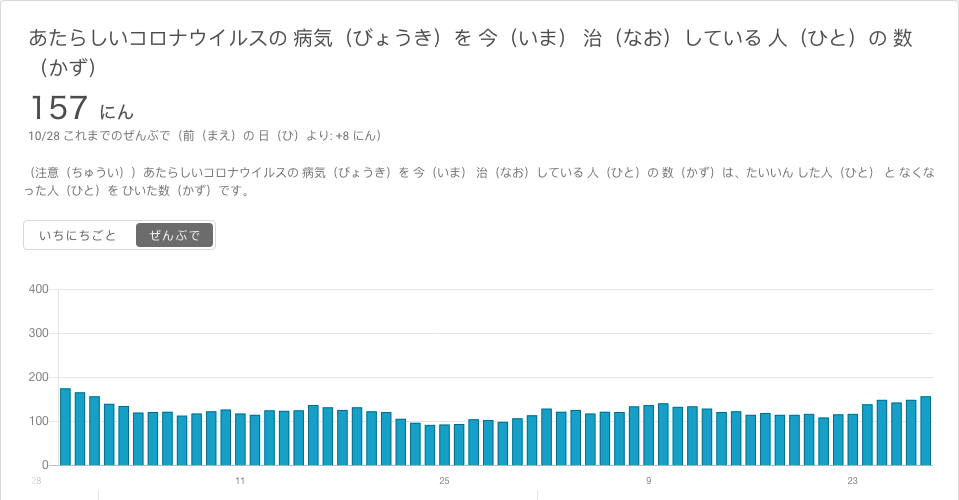 あたらしいコロナウイルスの 病気（びょうき）を 今（いま） 治（なお）している 人（ひと）の 数
（かず）
157 にん
10/28 これまでのぜんぶで（前（まえ）の 日（ひ）より: +8 にん）
（注意（ちゅうい））あたらしいコロナウイルスの 病気（びょうき）を 今（いま） 治（なお）している 人（ひと）の 数（かず）は、たいいん した人（ひと） と なくな
った人（ひと）を ひいた数（かず）です。
いちにちごと ぜんぶで
400
300
200
100
0
28 11 25 9 23